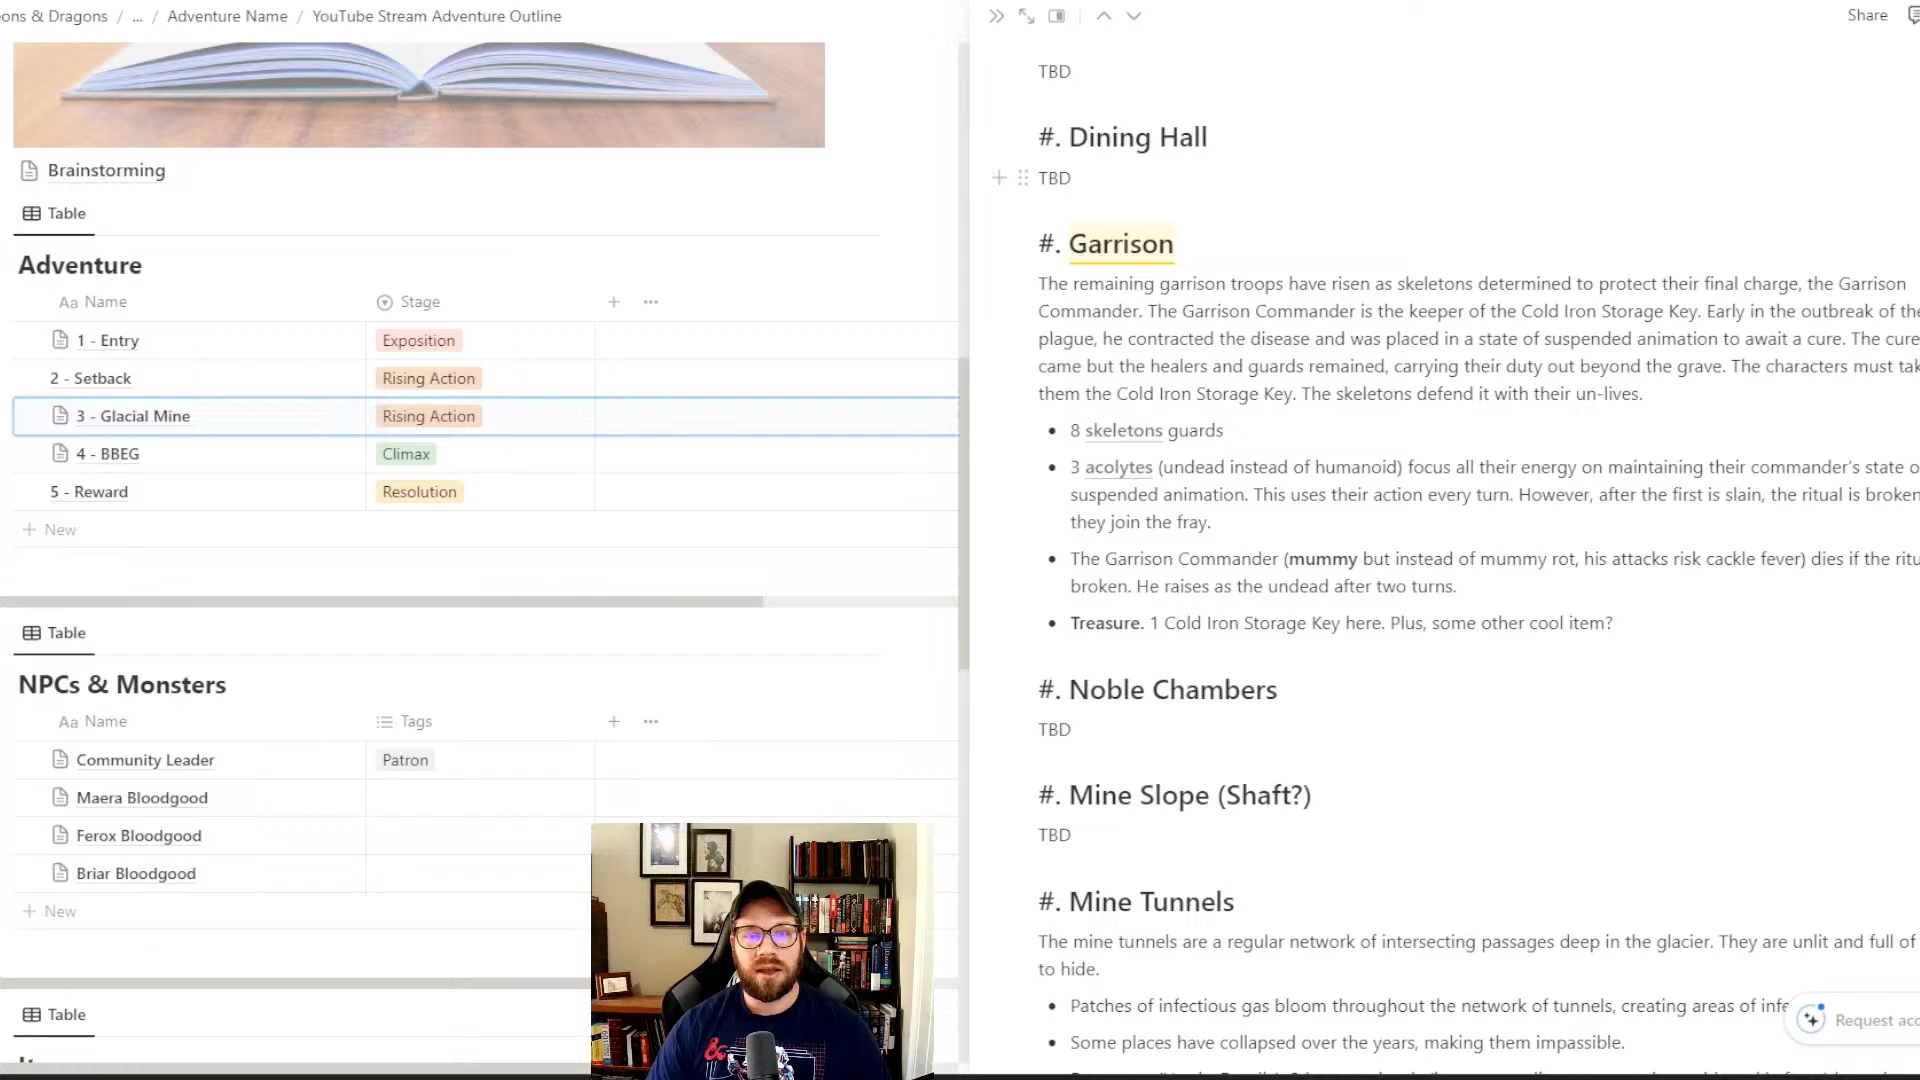 ons & Dragons / ... / Adventure Name / YouTube Stream Adventure Outline
Brainstorming
Table
Adventure
Aa Name Stage
1 - Entry Exposition
2 - Setback Rising Action
3 - Glacial Mine Rising Action
4 - BBEG Climax
5 - Reward Resolution
New
Table
NPCs & Monsters
Aa Name Tags
Community Leader Patron
Maera Bloodgood
Ferox Bloodgood
Briar Bloodgood
New
Table
Share
TBD
#. Dining Hall
TBD
#. Garrison
The remaining garrison troops have risen as skeletons determined to protect their final charge, the Garrison
Commander. The Garrison Commander is the keeper of the Cold Iron Storage Key. Early in the outbreak of the
plague, he contracted the disease and was placed in a state of suspended animation to await a cure. The cure
came but the healers and guards remained, carrying their duty out beyond the grave. The characters must tak
them the Cold Iron Storage Key. The skeletons defend it with their un-lives.
• 8 skeletons guards
• 3 acolytes (undead instead of humanoid) focus all their energy on maintaining their commander's state o
suspended animation. This uses their action every turn. However, after the first is slain, the ritual is broken
they join the fray.
• The Garrison Commander (mummy but instead of mummy rot, his attacks risk cackle fever) dies if the ritu
broken. He raises as the undead after two turns.
• Treasure. 1 Cold Iron Storage Key here. Plus, some other cool item?
#. Noble Chambers
TBD
#. Mine Slope (Shaft?)
TBD
#. Mine Tunnels
The mine tunnels are a regular network of intersecting passages deep in the glacier. They are unlit and full of
to hide.
• Patches of infectious gas bloom throughout the network of tunnels, creating areas of infe
Request acc
• Some places have collapsed over the years, making them impassible.